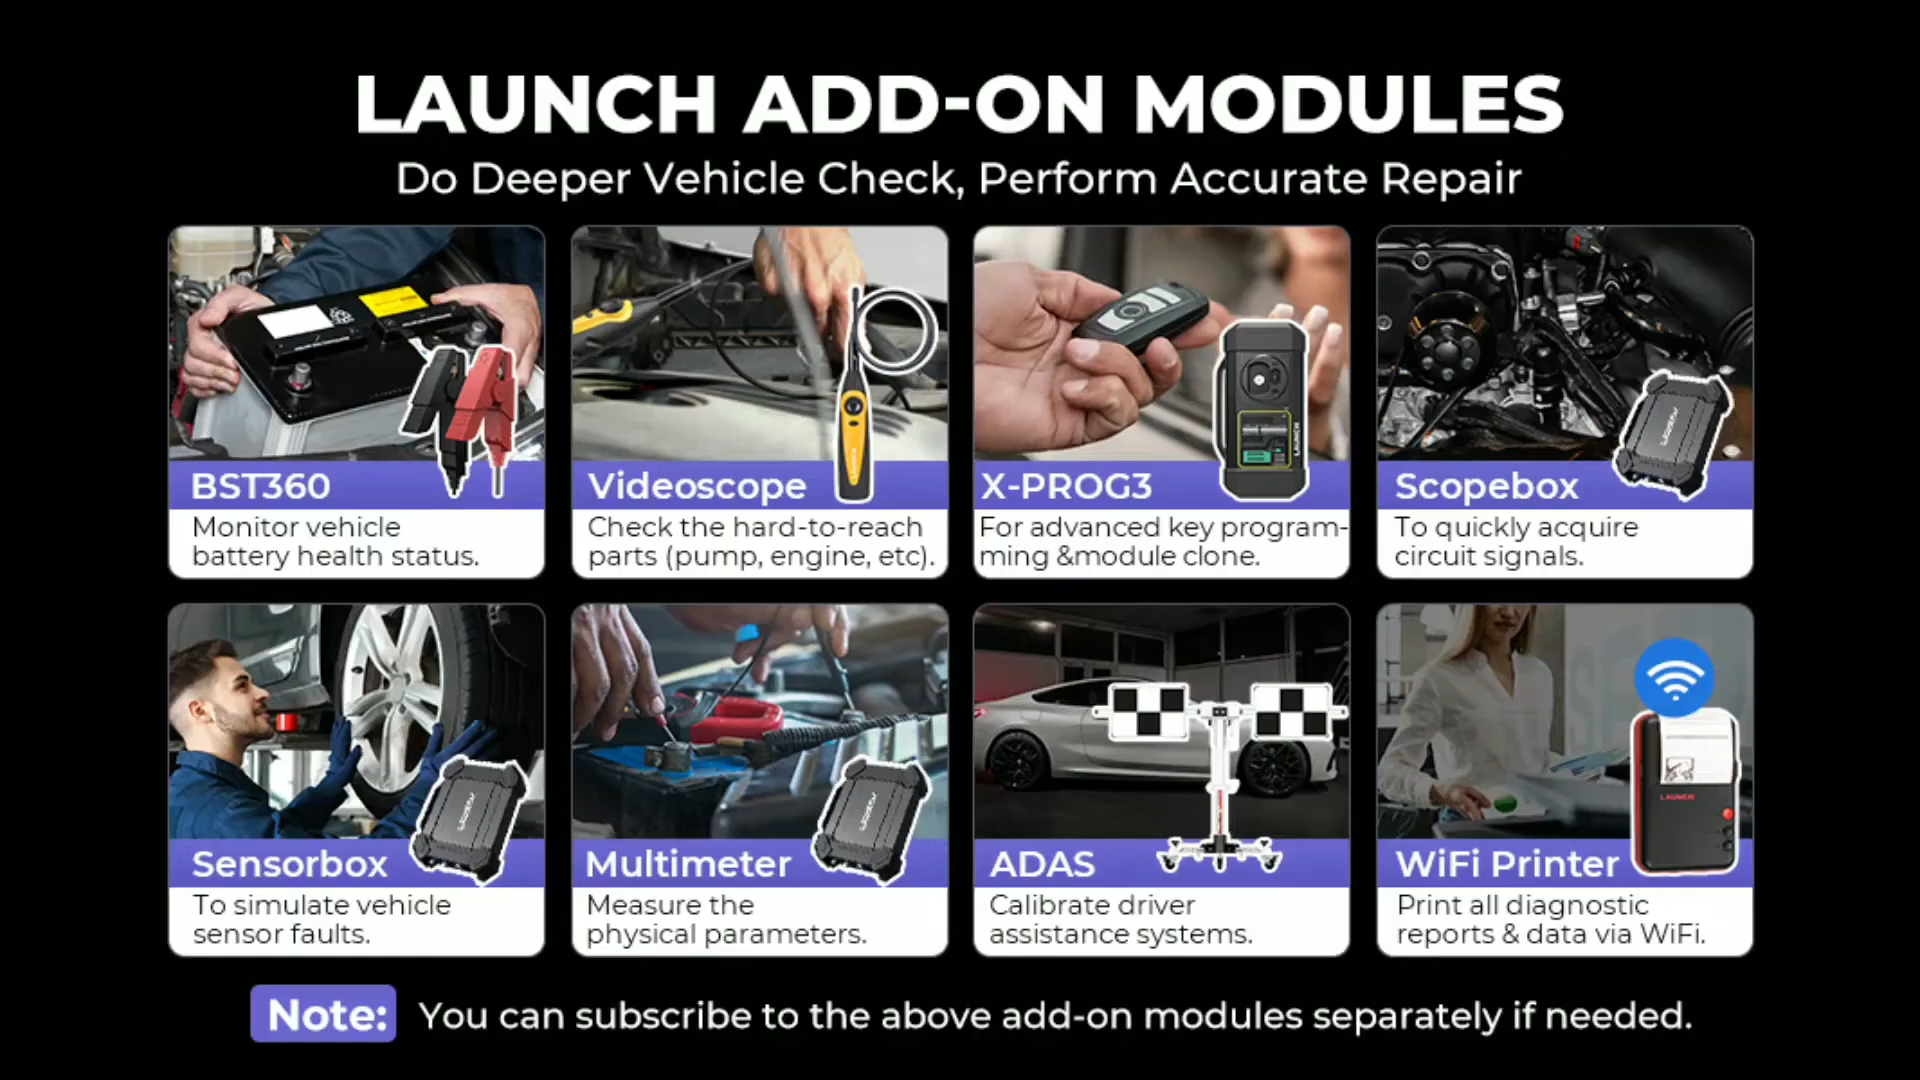 LAUNCH ADD-ON MODULES
Do Deeper Vehicle Check, Perform Accurate Repair
BST360
Monitor vehicle
battery health status.
Videoscope
Check the hard-to-reach
parts (pump, engine, etc).
X-PROG3
For advanced key program-
ming &module clone.
LAUNCH
Scopebox
To quickly acquire
circuit signals.
Sensorbox
To simulate vehicle
sensor faults.
Multimeter
Measure the
physical parameters.
ADAS
Calibrate driver
assistance systems.
WiFi Printer
Print all diagnostic
reports & data via WiFi.
LAUNCH
Note: You can subscribe to the above add-on modules separately if needed.